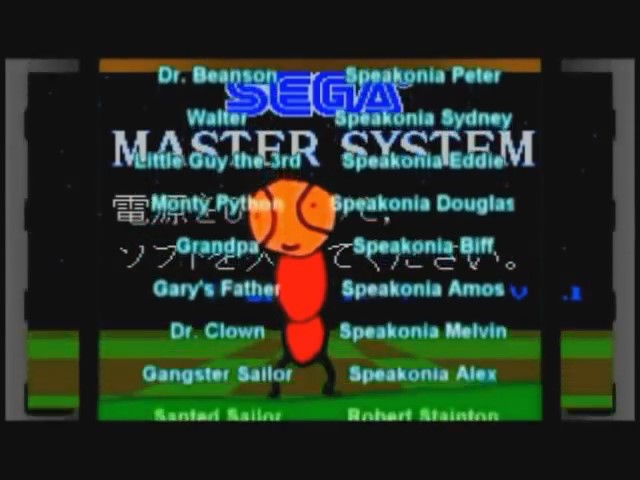 Dr. Beanson Speakonia Peter
SEGA
Walter Speakonia Sydney
MASTER SYSTEM
Little Guy the 3rd Speakonia Eddie
Monty Python Speakonia Douglas
電源を
Grandpa Speakonia Biff
ソフトを入 てください。
Gary's Father Speakonia Amos
Dr. Clown Speakonia Melvin
Gangster Sailor Speakonia Alex
Santed Sailor Robert Stainton